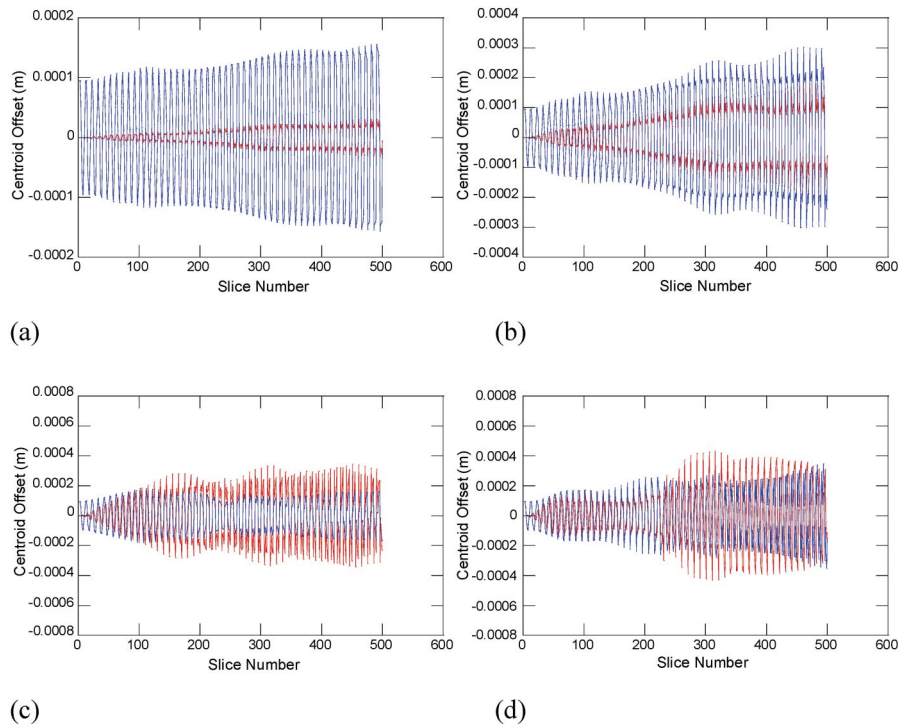 0.0002
0.0001
0
-0.0001
-0.0002
Centroid Offset (m)
0 100 200 300 400 500 600
Slice Number
(a)
0.0004
0.0003
0.0002
0.0001
0
-0.0001
-0.0002
-0.0003
-0.0004
Centroid Offset (m)
0 100 200 300 400 500 600
Slice Number
(b)
0.0008
0.0006
0.0004
0.0002
0
-0.0002
-0.0004
-0.0006
-0.0008
Centroid Offset (m)
0 100 200 300 400 500 600
Slice Number
(c)
0.0008
0.0006
0.0004
0.0002
0
-0.0002
-0.0004
-0.0006
-0.0008
Centroid Offset (m)
0 100 200 300 400 500 600
Slice Number
(d)